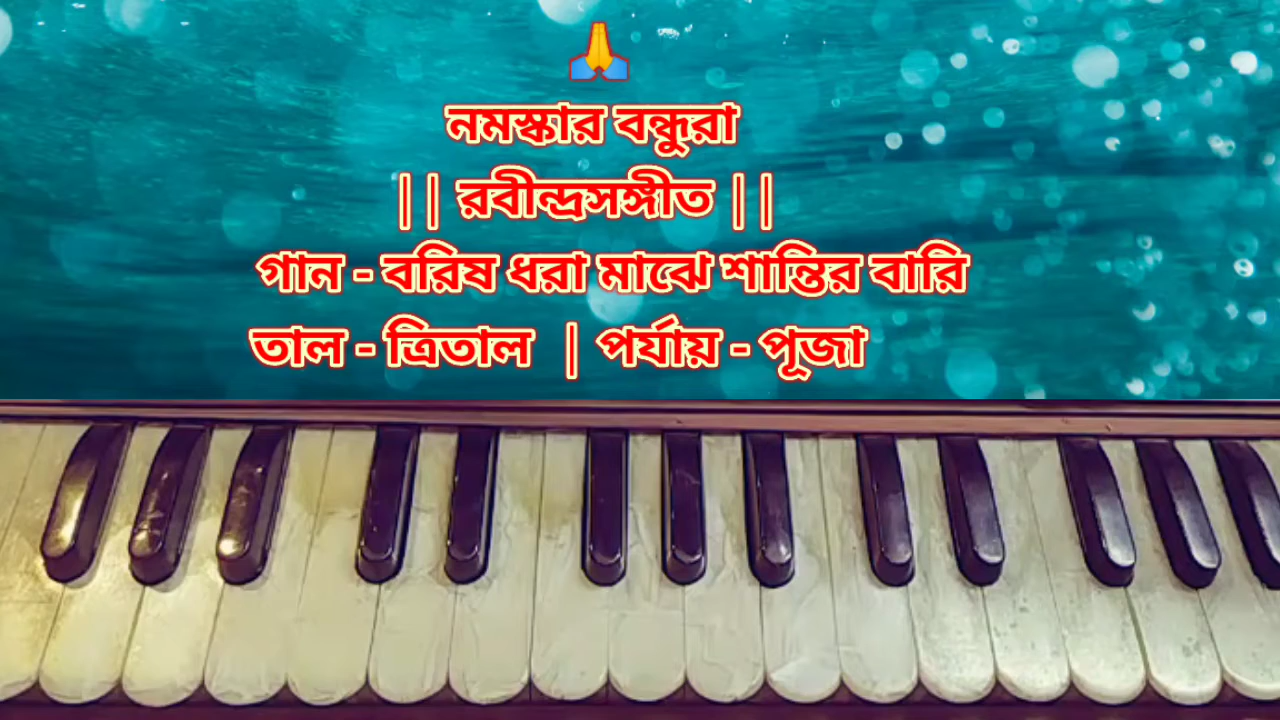 🙏
নমস্কার বন্ধুরা
|| রবীন্দ্রসঙ্গীত ||
গান - বরিষ ধরা মাঝে শান্তির বারি
তাল - ত্রিতাল | পর্যায় - পূজা